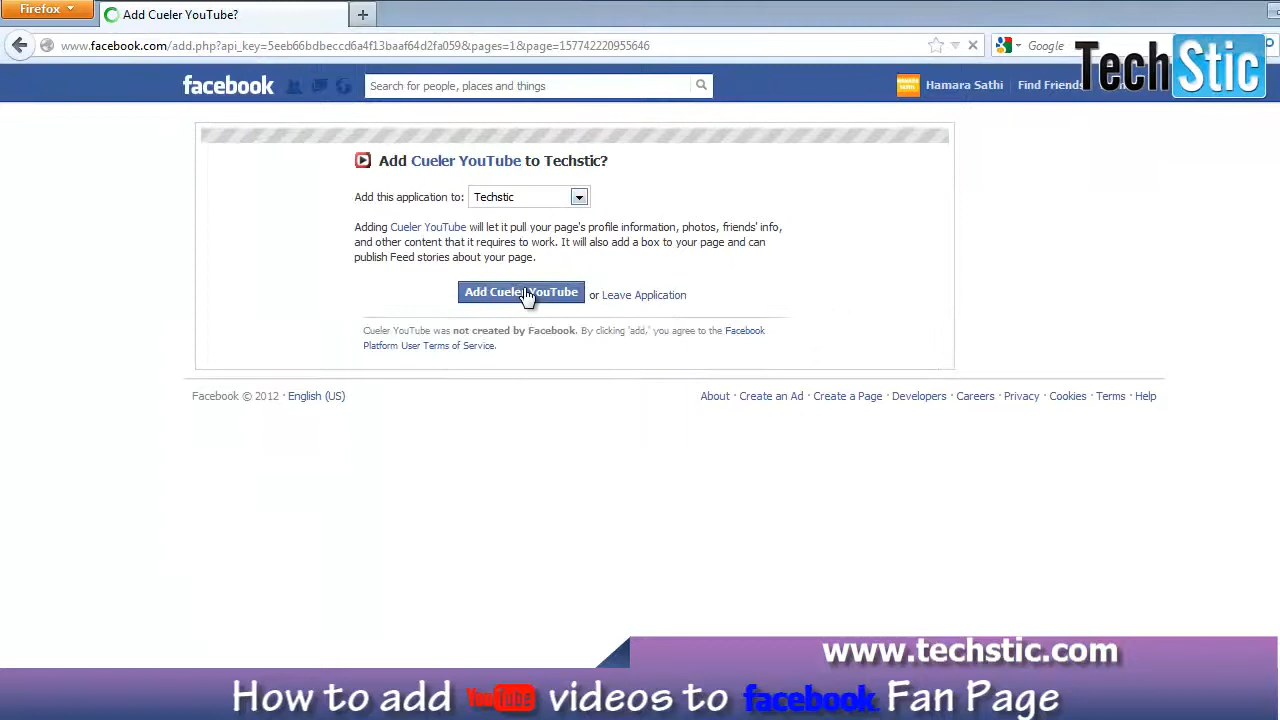 Firefox
Add Cueler YouTube?
www.facebook.com/add.php?api_key=5eeb6bdbeccd6a4f13baaf64d2fa059&pages=1&page=157742220955646
Google
TechStic
facebook
Search for people, places and things
Hamara Sathi
Find Friends
Add Cueler YouTube to Techstic?
Add this application to:
Techstic
Adding Cueler YouTube will let it pull your page's profile information, photos, friends' info,
and other content that it requires to work. It will also add a box to your page and can
publish Feed stories about your page.
Add Cueler YouTube or Leave Application
Cueler YouTube was not created by Facebook. By clicking 'add,' you agree to the Facebook
Platform User Terms of Service.
Facebook © 2012 · English (US)
About · Create an Ad · Create a Page · Developers · Careers · Privacy · Cookies · Terms · Help
www.techstic.com
How to add YouTube videos to facebook Fan Page